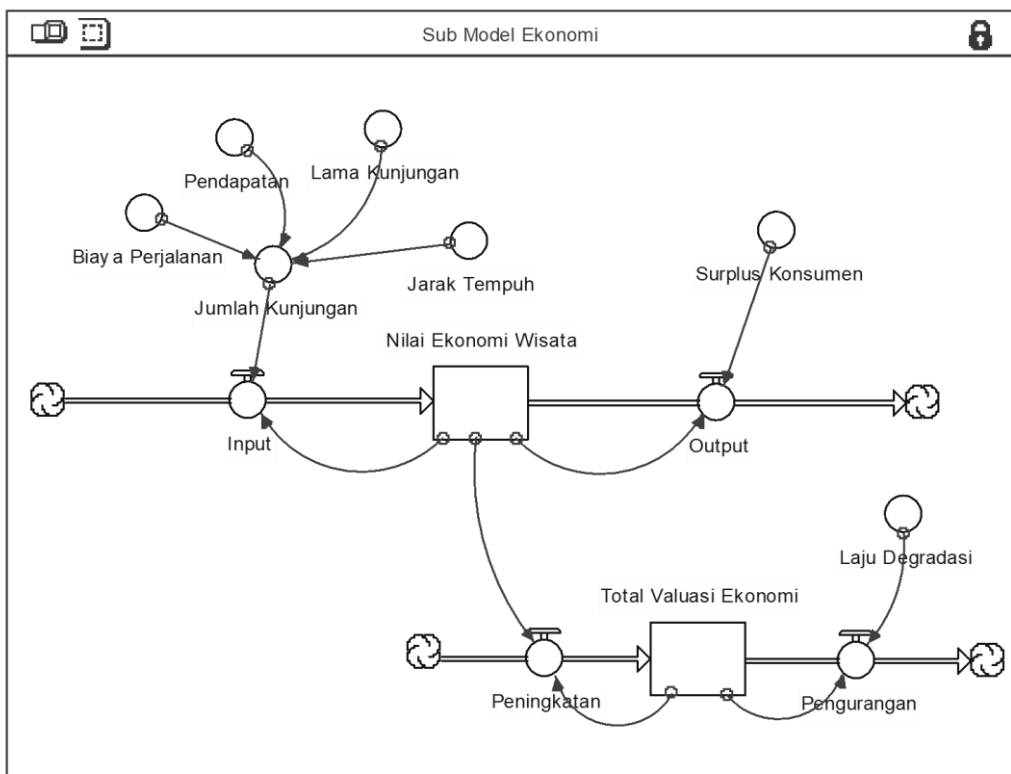 Sub Model Ekonomi
Pendapatan
Lama Kunjungan
Biaya Perjalanan
Jarak Tempuh
Surplus Konsumen
Jumlah Kunjungan
Nilai Ekonomi Wisata
Input
Output
Laju Degradasi
Total Valuasi Ekonomi
Peningkatan
Pengurangan